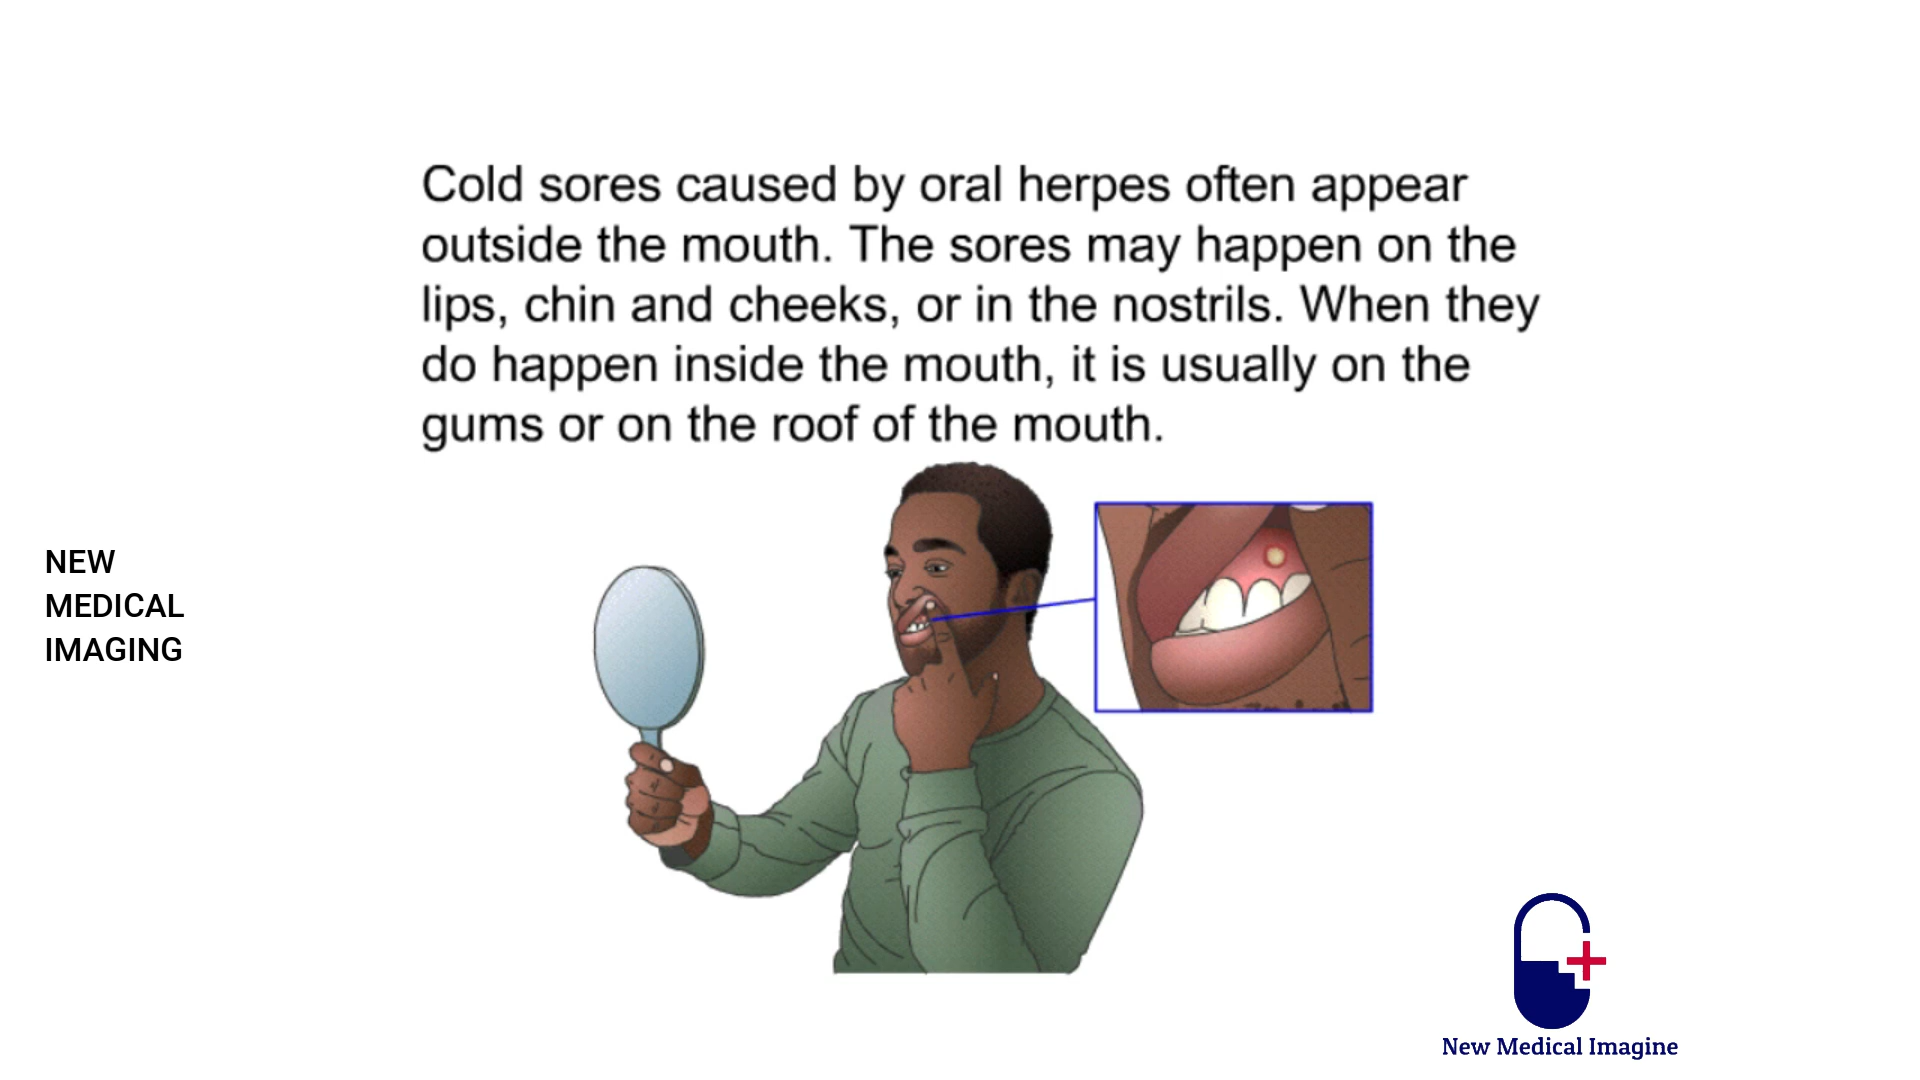 Cold sores caused by oral herpes often appear
outside the mouth. The sores may happen on the
lips, chin and cheeks, or in the nostrils. When they
do happen inside the mouth, it is usually on the
gums or on the roof of the mouth.
NEW
MEDICAL
IMAGING
New Medical Imagine